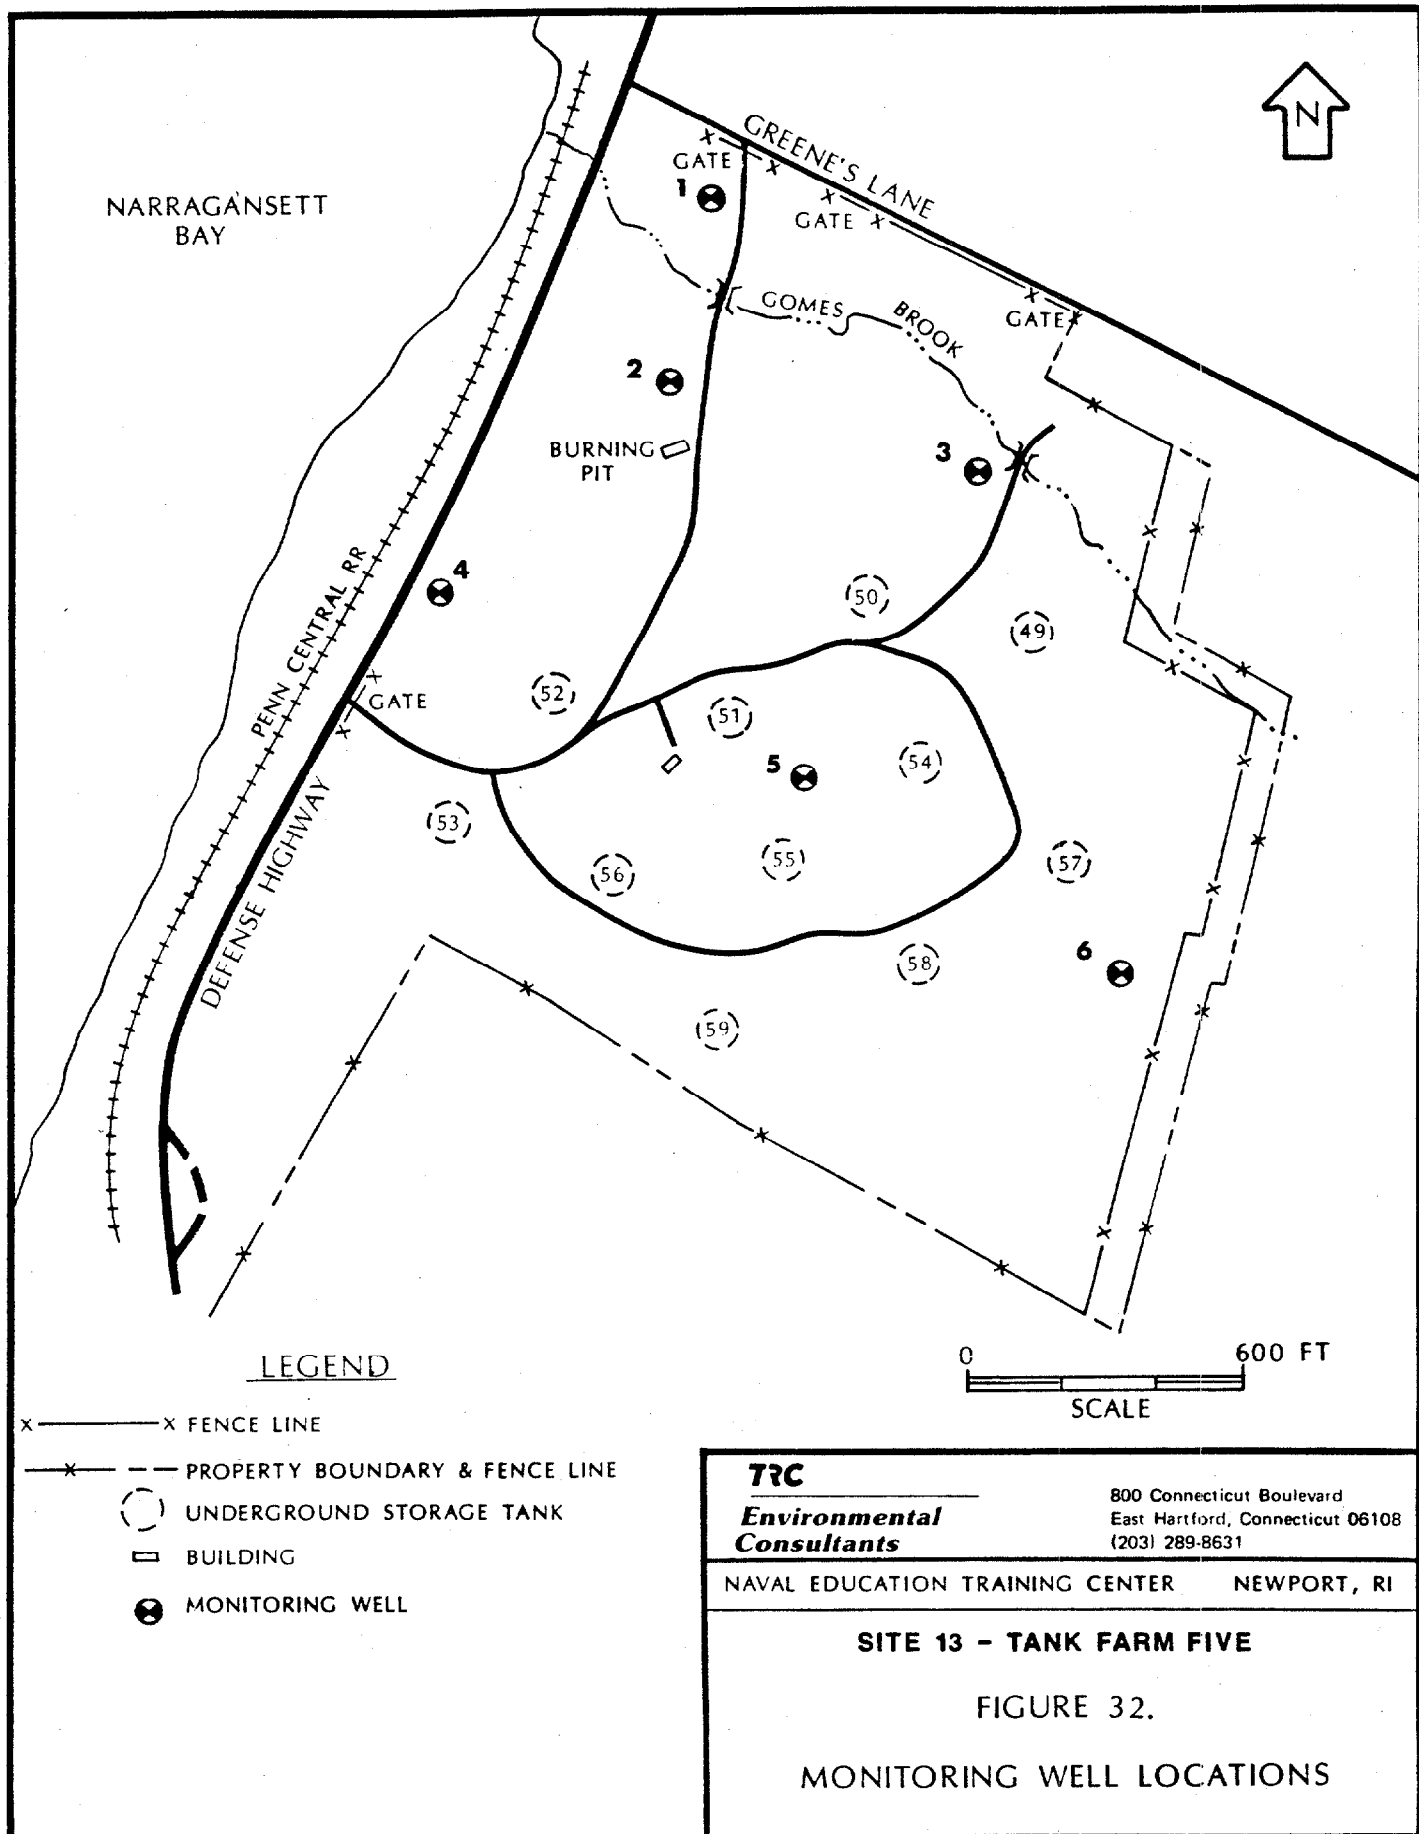 N
GREENE'S LANE
GATE
1
NARRAGANSETT
BAY
GATE
GOMES BROOK
GATE
2
BURNING
PIT
3
PENN CENTRAL RR
4
50
49
52
GATE
51
5
54
DEFENSE HIGHWAY
53
55
57
56
6
58
59
0 600 FT
SCALE
LEGEND
X X FENCE LINE
X PROPERTY BOUNDARY & FENCE LINE
UNDERGROUND STORAGE TANK
BUILDING
MONITORING WELL
TRC
Environmental
Consultants
800 Connecticut Boulevard
East Hartford, Connecticut 06108
(203) 289-8631
NAVAL EDUCATION TRAINING CENTER NEWPORT, RI
SITE 13 - TANK FARM FIVE
FIGURE 32.
MONITORING WELL LOCATIONS